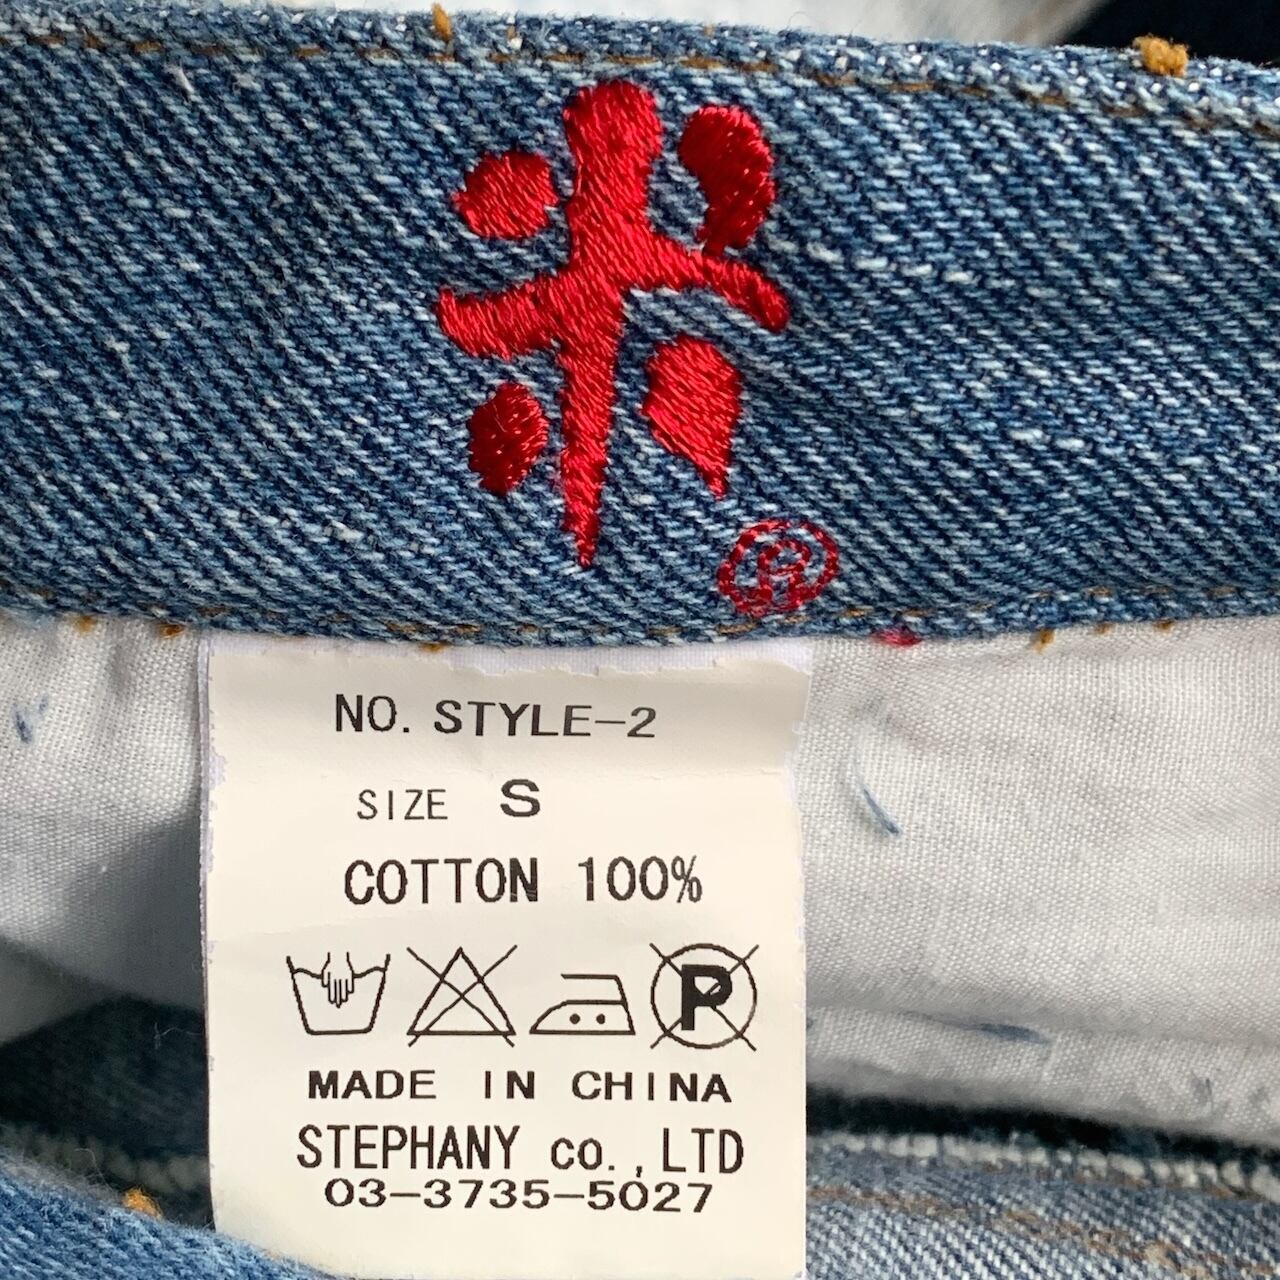 米
®
NO. STYLE-2
SIZE S
COTTON 100%
P
MADE IN CHINA
STEPHANY co.,LTD
03-3735-5027